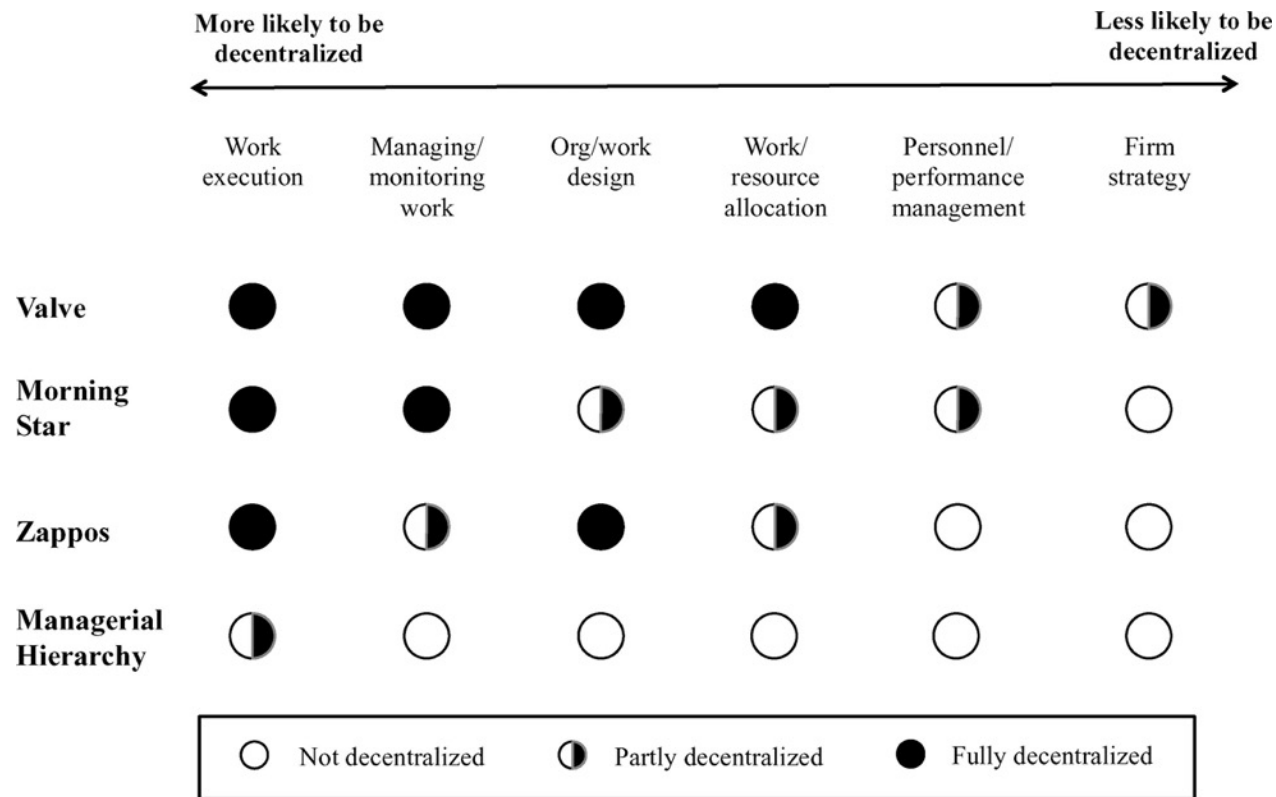 More likely to be
decentralized
Less likely to be
decentralized
Work
execution
Managing/
monitoring
work
Org/work
design
Work/
resource
allocation
Personnel/
performance
management
Firm
strategy
Valve
Morning
Star
Zappos
Managerial
Hierarchy
Not decentralized
Partly decentralized
Fully decentralized